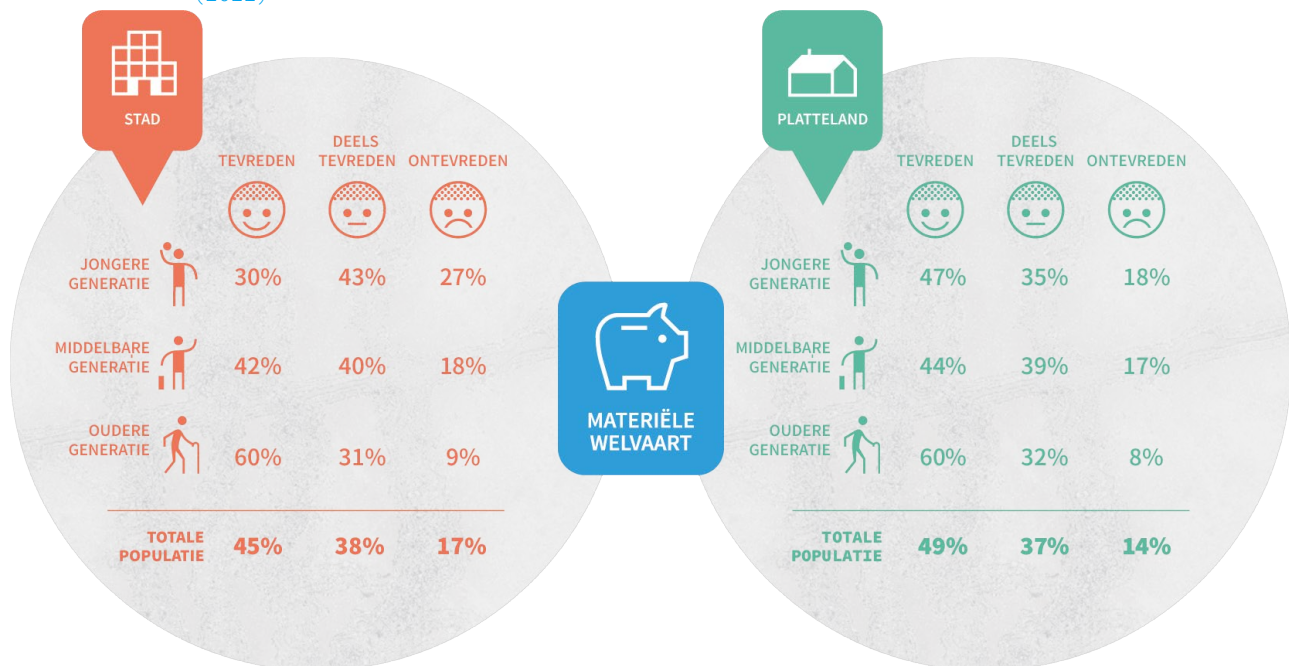 STAD
DEELS
TEVREDEN TEVREDEN ONTEVREDEN
JONGERE
GENERATIE 30% 43% 27%
MIDDELBARE
GENERATIE 42% 40% 18%
OUDERE
GENERATIE 60% 31% 9%
TOTALE
POPULATIE 45% 38% 17%
MATERIËLE
WELVAART
PLATTELAND
DEELS
TEVREDEN TEVREDEN ONTEVREDEN
JONGERE
GENERATIE 47% 35% 18%
MIDDELBARE
GENERATIE 44% 39% 17%
OUDERE
GENERATIE 60% 32% 8%
TOTALE
POPULATIE 49% 37% 14%